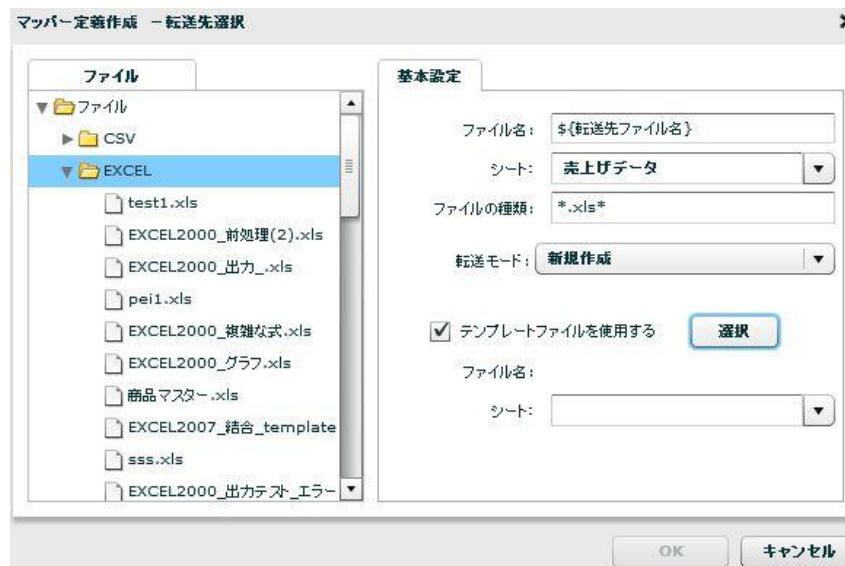 マッパー定義作成 －転送先選択
ファイル
ファイル
CSV
EXCEL
test1.xls
EXCEL2000_前処理(2).xls
EXCEL2000_出力_.xls
pei1.xls
EXCEL2000_複雑な式.xls
EXCEL2000_グラフ.xls
商品マスター.xls
EXCEL2007_結合_template
sss.xls
EXCEL2000_出力テスト_エラー
基本設定
ファイル名： ${転送先ファイル名}
シート： 売上げデータ
ファイルの種類： *.xls*
転送モード： 新規作成
テンプレートファイルを使用する 選択
ファイル名：
シート：
OK キャンセル